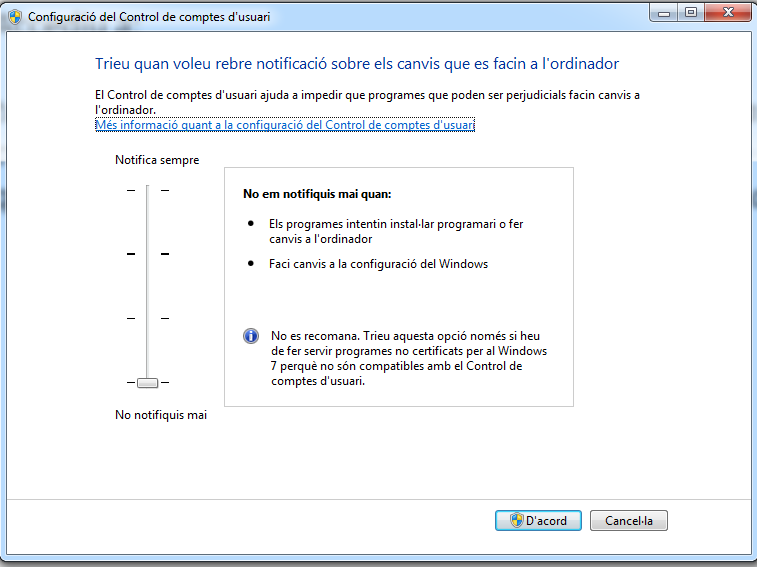 Configuració del Control de comptes d'usuari
Trieu quan voleu rebre notificació sobre els canvis que es facin a l'ordinador
El Control de comptes d'usuari ajuda a impedir que programes que poden ser perjudicials facin canvis a
l'ordinador.
Més informació quant a la configuració del Control de comptes d'usuari
Notifica sempre
No em notifiquis mai quan:
• Els programes intentin instal·lar programari o fer
canvis a l'ordinador
• Faci canvis a la configuració del Windows
No es recomana. Trieu aquesta opció només si heu
de fer servir programes no certificats per al Windows
7 perquè no són compatibles amb el Control de
comptes d'usuari.
No notifiquis mai
D'acord
Cancel·la